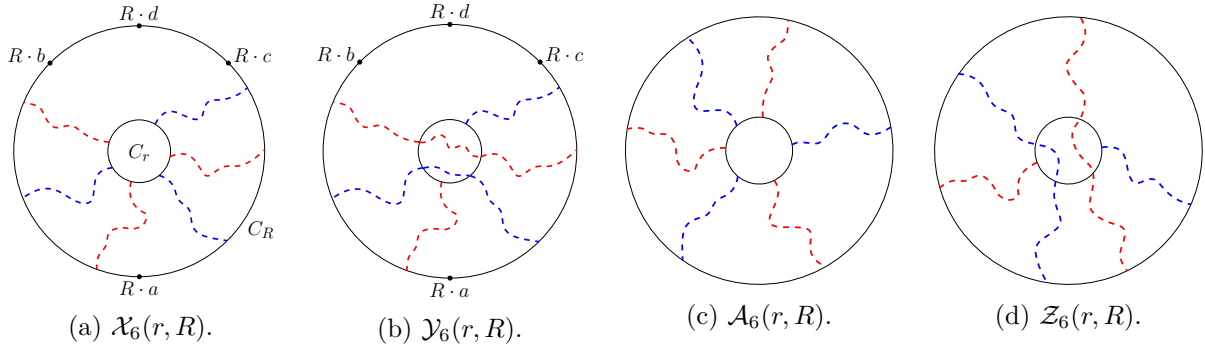 R · d
R · b
R · c
C_r
C_R
R · a
(a) 𝒳₆(r, R).
R · d
R · b
R · c
R · a
(b) 𝒴₆(r, R).
(c) 𝒜₆(r, R).
(d) 𝒵₆(r, R).